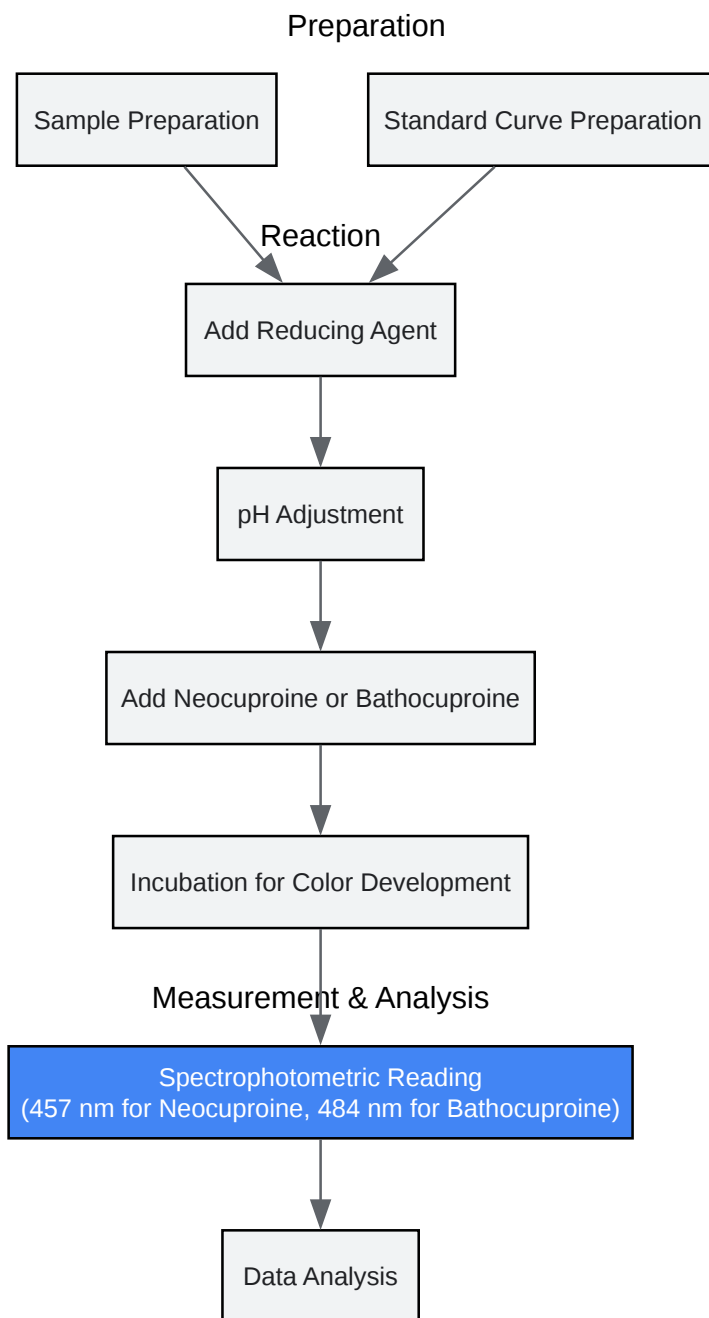 Preparation
Sample Preparation
Standard Curve Preparation
Reaction
Add Reducing Agent
pH Adjustment
Add Neocuproine or Bathocuproine
Incubation for Color Development
Measurement & Analysis
Spectrophotometric Reading
(457 nm for Neocuproine, 484 nm for Bathocuproine)
Data Analysis